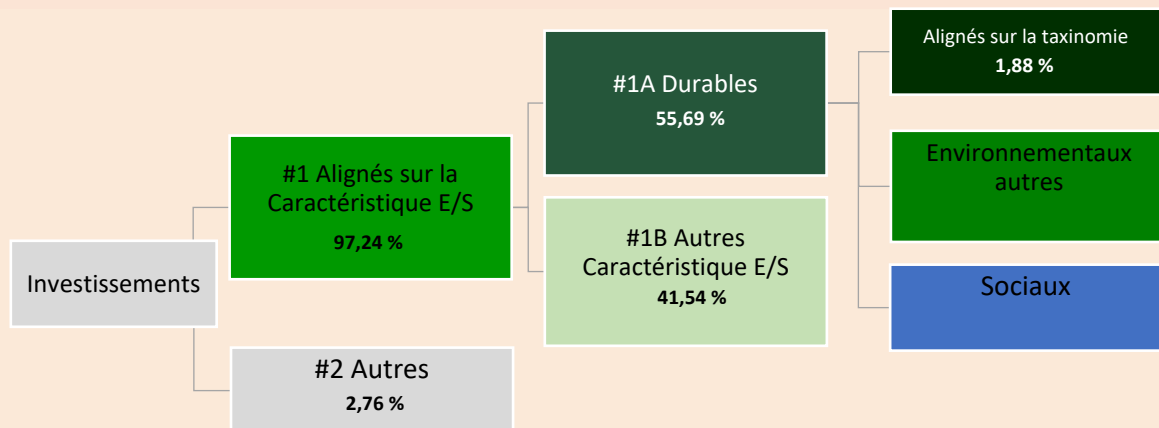 Investissements
#1 Alignés sur la
Caractéristique E/S
97,24 %
#2 Autres
2,76 %
#1A Durables
55,69 %
#1B Autres
Caractéristique E/S
41,54 %
Alignés sur la taxinomie
1,88 %
Environnementaux
autres
Sociaux